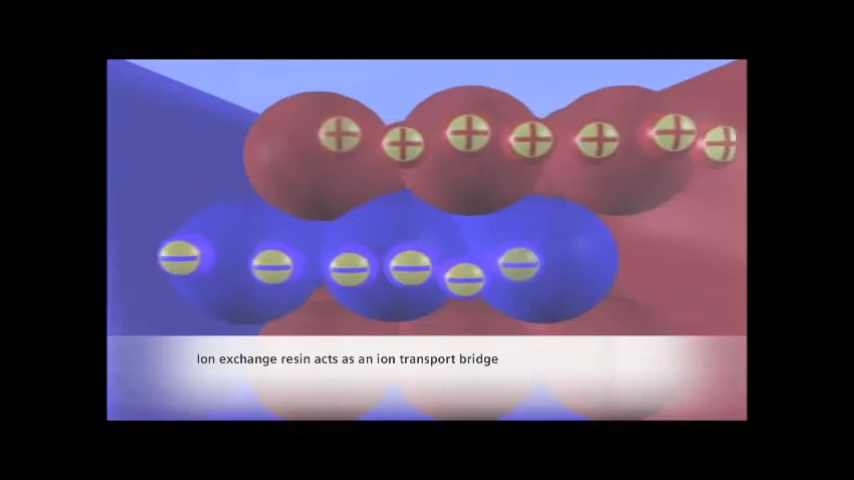 Ion exchange resin acts as an ion transport bridge